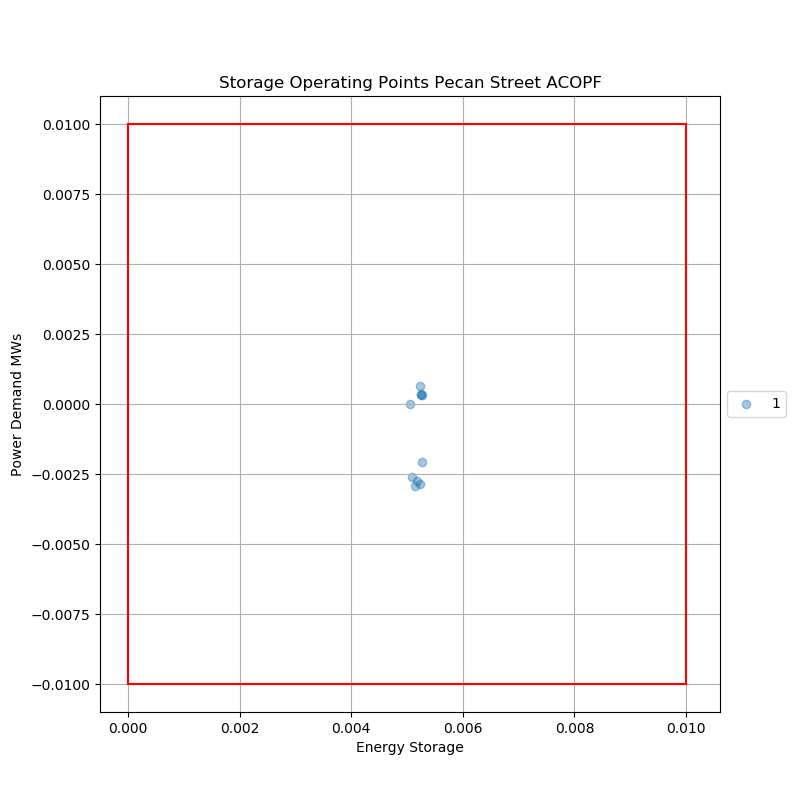 Storage Operating Points Pecan Street ACOPF
0.0100
0.0075
0.0050
0.0025
0.0000
−0.0025
−0.0050
−0.0075
−0.0100
Power Demand MWs
1
0.000 0.002 0.004 0.006 0.008 0.010
Energy Storage